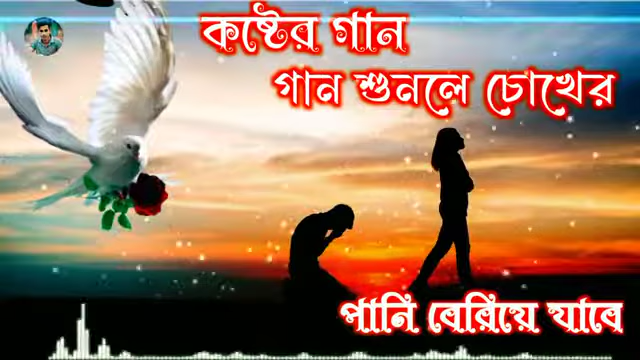 কষ্টের গান
গান শুনলে চোখের
পানি বেরিয়ে যাবে